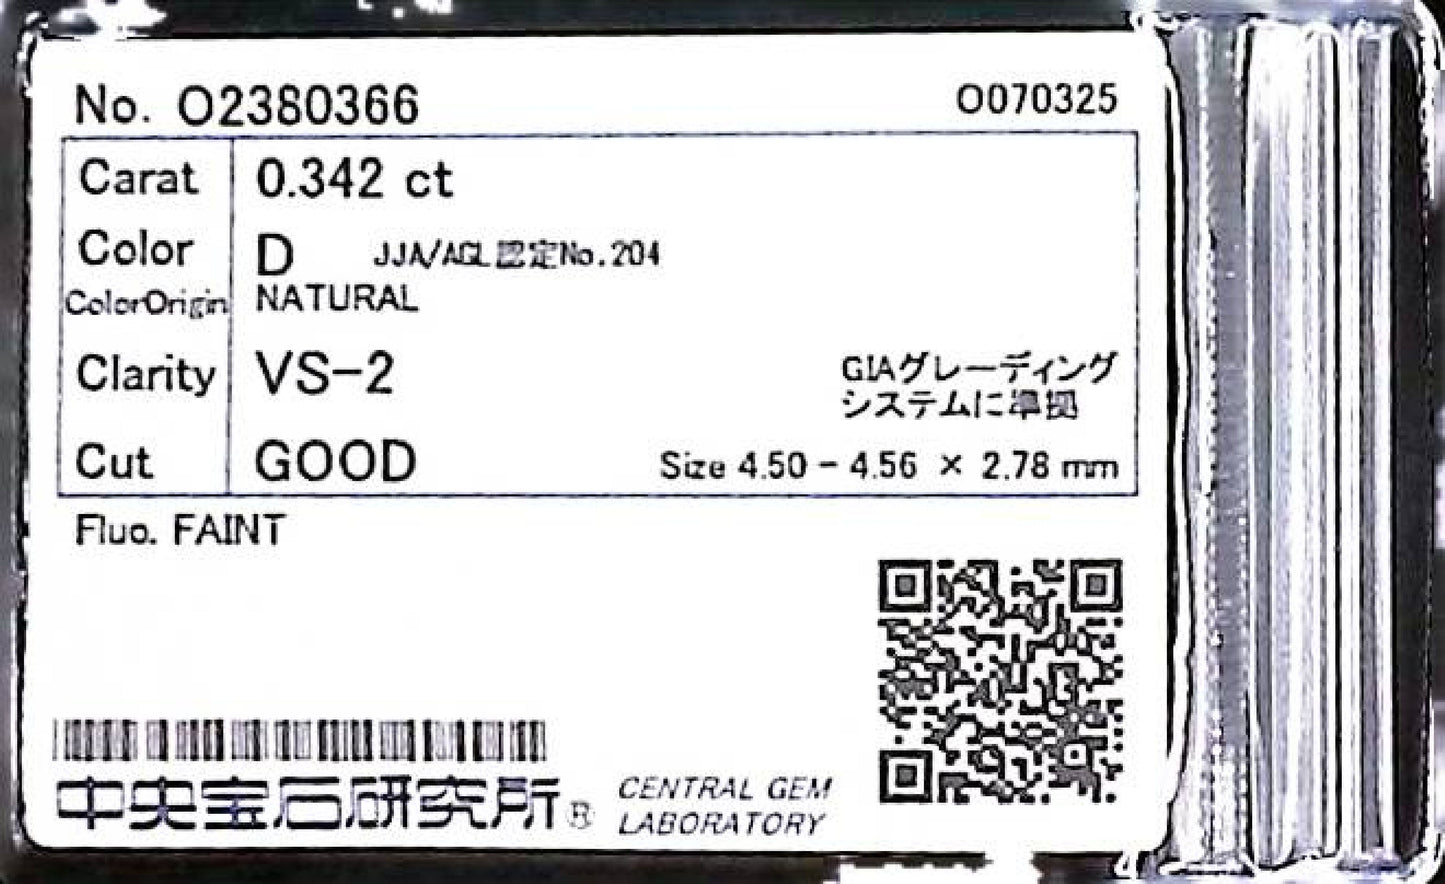 No. O2380366 O070325
Carat 0.342 ct
Color D JJA/AGL認定No.204
ColorOrigin NATURAL
Clarity VS-2
GIAグレーディング
システムに準拠
Cut GOOD Size 4.50 - 4.56 × 2.78 mm
Fluo. FAINT
中央宝石研究所® CENTRAL GEM
LABORATORY